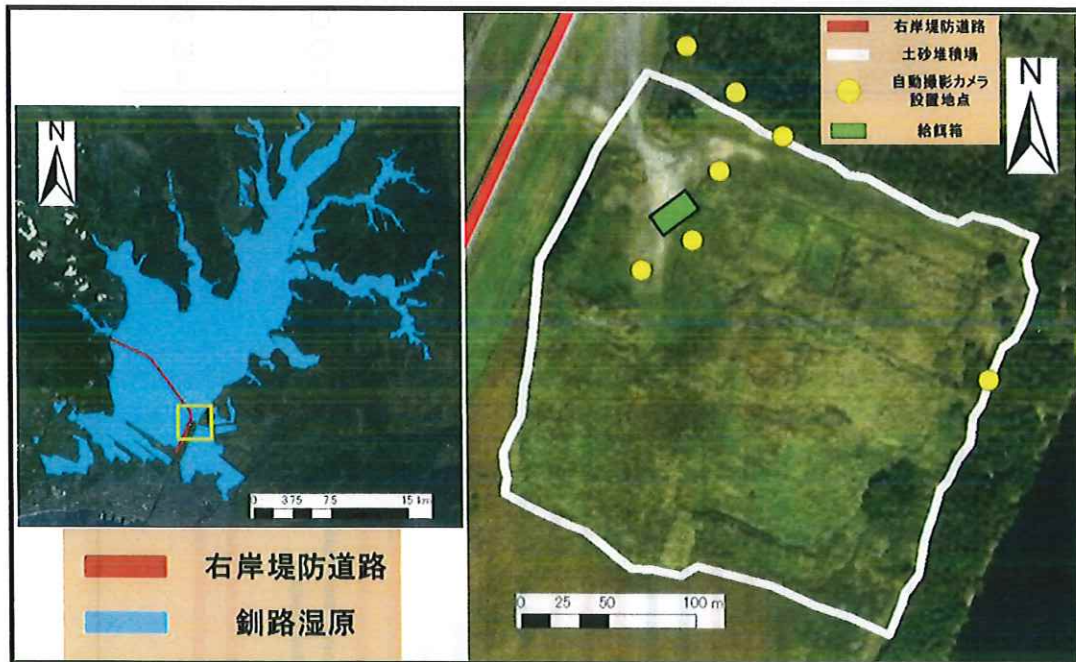 N
0 3.75 7.5 15 km
右岸堤防道路
釧路湿原
右岸堤防道路
土砂堆積場
自動撮影カメラ
設置地点
給餌箱
N
0 25 50 100 m